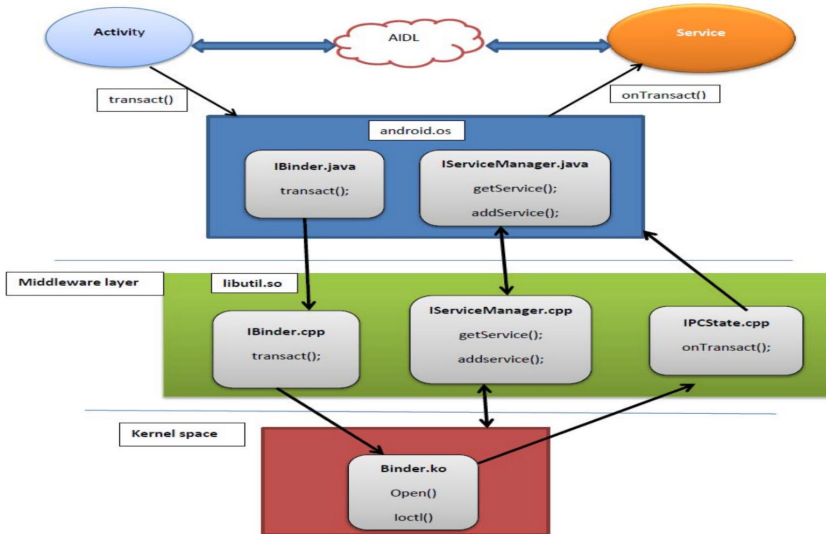 Activity
AIDL
Service
transact()
onTransact()
android.os
IBinder.java
transact();
IServiceManager.java
getService();
addService();
Middleware layer
libutil.so
IBinder.cpp
transact();
IServiceManager.cpp
getService();
addservice();
IPCState.cpp
onTransact();
Kernel space
Binder.ko
Open()
Ioctl()